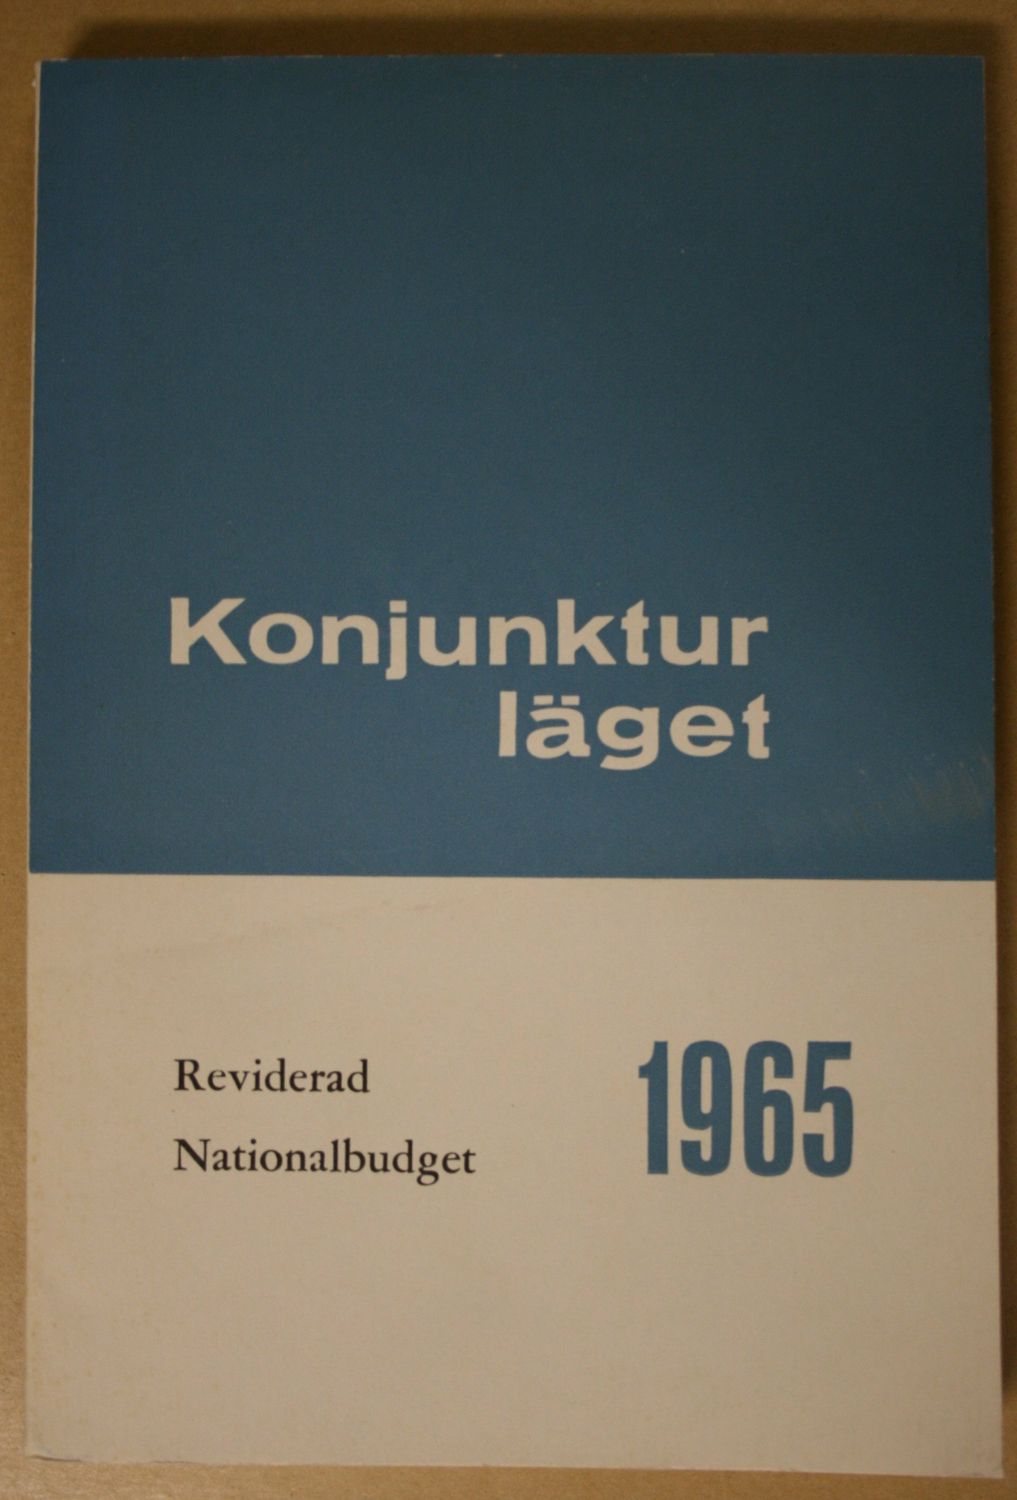 Konjunktur
läget
Reviderad
Nationalbudget
1965